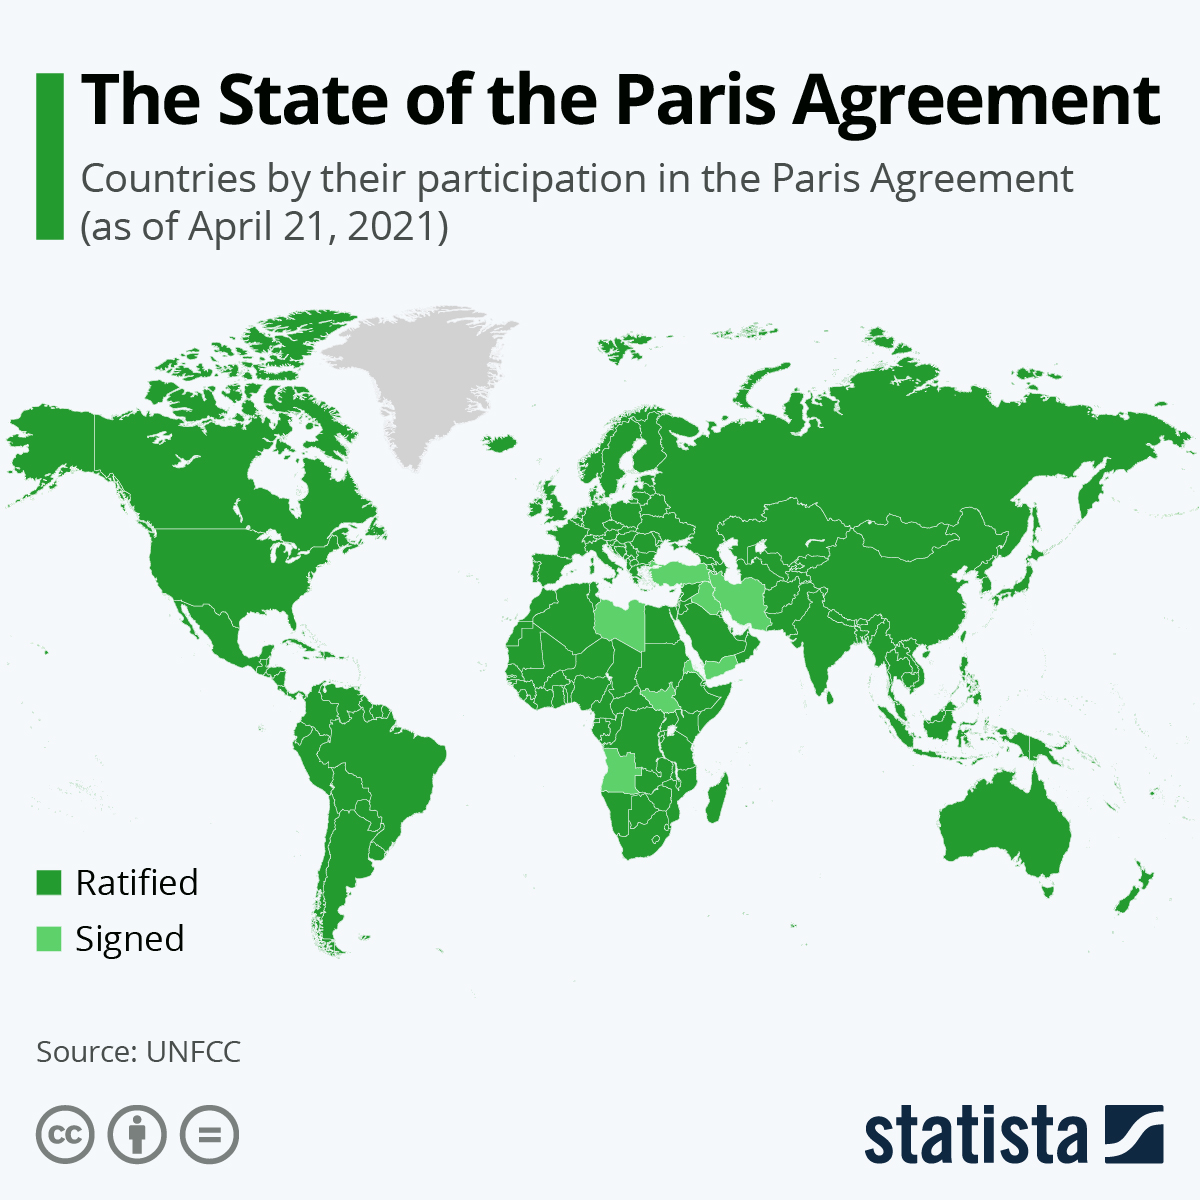 The State of the Paris Agreement
Countries by their participation in the Paris Agreement
(as of April 21, 2021)
Ratified
Signed
Source: UNFCC
cc
statista